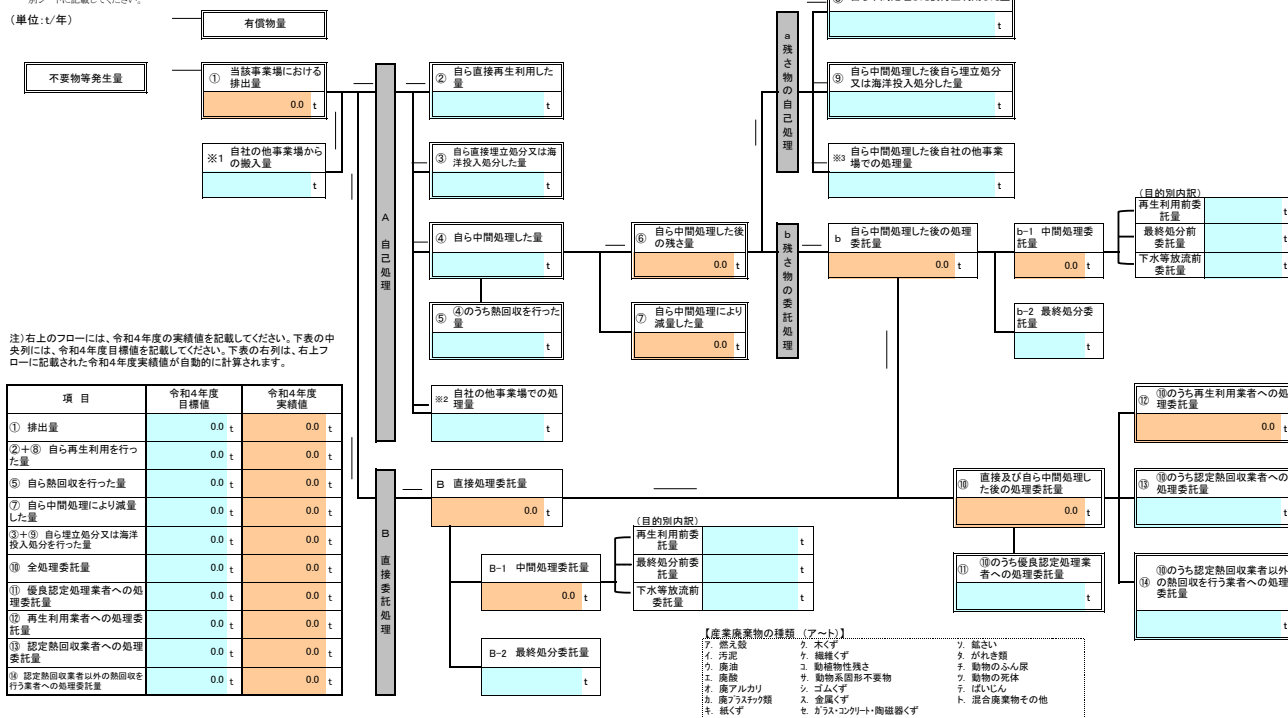 別シートに記載してください。
(単位:t/年)
有償物量
不要物等発生量
① 当該事業場における
排出量
0.0 t
※1 自社の他事業場から
の搬入量
t
A 自己処理
② 自ら直接再生利用した
量
t
③ 自ら直接埋立処分又は海
洋投入処分した量
t
④ 自ら中間処理した量
t
⑤ ④のうち熱回収を行った
量
t
※2 自社の他事業場での処
理量
t
⑥ 自ら中間処理した後
の残さ量
0.0 t
⑦ 自ら中間処理により
減量した量
0.0 t
a 残さ物の自己処理
t
⑨ 自ら中間処理した後自ら埋立処分
又は海洋投入処分した量
t
※3 自ら中間処理した後自社の他事業
場での処理量
t
b 残さ物の委託処理
b 自ら中間処理した後の処理
委託量
0.0 t
b-1 中間処理委
託量
0.0 t
(目的別内訳)
再生利用前委
託量
t
最終処分前
委託量
t
下水等放流前
委託量
t
b-2 最終処分委
託量
t
注)右上のフローには、令和4年度の実績値を記載してください。下表の中
央列には、令和4年度目標値を記載してください。下表の右列は、右上フ
ローに記載された令和4年度実績値が自動的に計算されます。
項 目 令和4年度
目標値 令和4年度
実績値
① 排出量 0.0 t 0.0 t
②+⑧ 自ら再生利用を行っ
た量 0.0 t 0.0 t
⑤ 自ら熱回収を行った量 0.0 t 0.0 t
⑦ 自ら中間処理により減量
した量 0.0 t 0.0 t
③+⑨ 自ら埋立処分又は海洋
投入処分を行った量 0.0 t 0.0 t
⑩ 全処理委託量 0.0 t 0.0 t
⑪ 優良認定処理業者への処
理委託量 0.0 t 0.0 t
⑫ 再生利用業者への処理委
託量 0.0 t 0.0 t
⑬ 認定熱回収業者への処理
委託量 0.0 t 0.0 t
⑭ 認定熱回収業者以外の熱回収を
行う業者への処理委託量 0.0 t 0.0 t
B 直接委託処理
B 直接処理委託量
0.0 t
B-1 中間処理委託量
0.0 t
B-2 最終処分委託量
t
(目的別内訳)
再生利用前委
託量
t
最終処分前
委託量
t
下水等放流前
委託量
t
⑩ 直接及び自ら中間処理し
た後の処理委託量
0.0 t
⑪ ⑩のうち優良認定処理業
者への処理委託量
t
⑫ ⑩のうち再生利用業者への処
理委託量
0.0 t
⑬ ⑩のうち認定熱回収業者への
処理委託量
t
⑭ ⑩のうち認定熱回収業者以外
の熱回収を行う業者への処理
委託量
t
【産業廃棄物の種類 (ア~ト)】
ア. 燃え殻 ク. 木くず ソ. 鉱さい
イ. 汚泥 ケ. 繊維くず タ. がれき類
ウ. 廃油 コ. 動植物性残さ チ. 動物のふん尿
エ. 廃酸 サ. 動物系固形不要物 ツ. 動物の死体
オ. 廃アルカリ シ. ゴムくず テ. ばいじん
カ. 廃プラスチック類 ス. 金属くず ト. 混合廃棄物その他
キ. 紙くず セ. ガラス・コンクリート・陶磁器くず